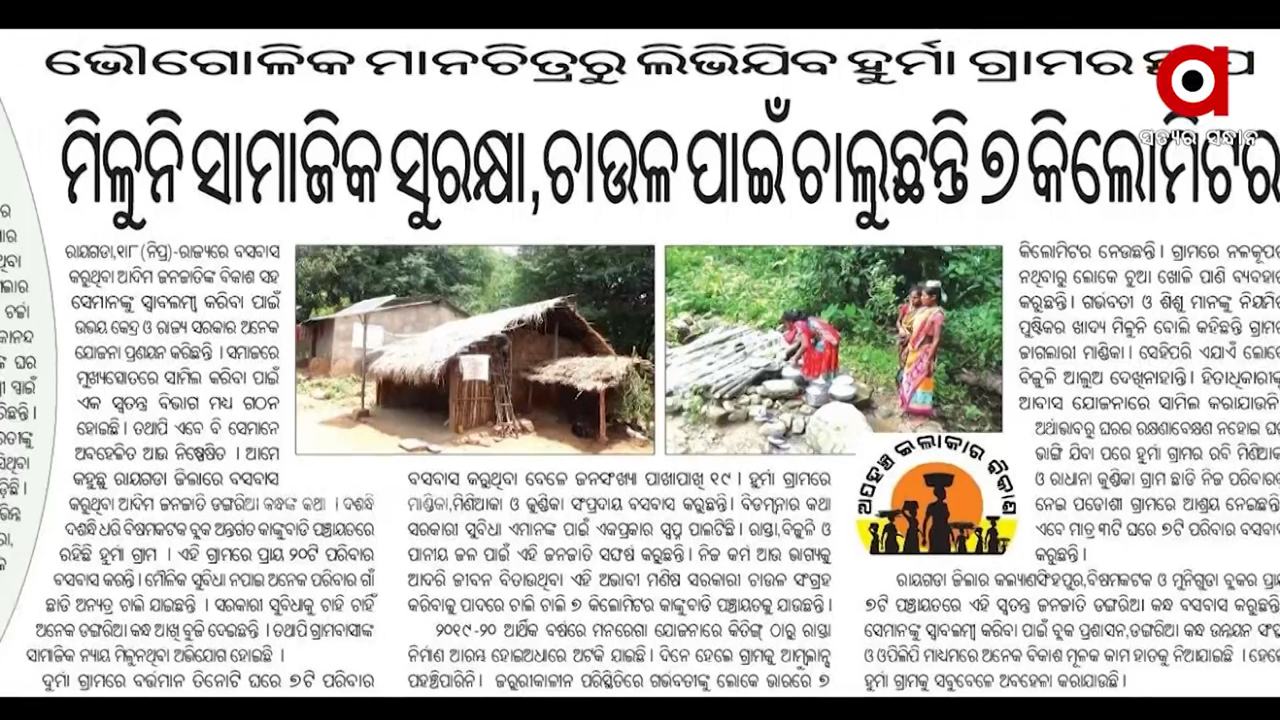 ଭୌଗୋଳିକ ମାନଚିତ୍ରରୁ ଲିଭିଯିବ ହୁର୍ମା ଗ୍ରାମର
ସତ୍ୟର ସନ୍ଧାନ
ମିଳୁନି ସାମାଜିକ ସୁରକ୍ଷା, ଚାଉଳ ପାଇଁ ଚାଲୁଛନ୍ତି ୭ କିଲୋମିଟର
ରାୟଗଡା,୧।୮ (ନିପ୍ର)-ରାଜ୍ୟରେ ବସବାସ
କରୁଥିବା ଆଦିମ ଜନଜାତିଙ୍କ ବିକାଶ ସହ
ସେମାନଙ୍କୁ ସ୍ୱାବଲମ୍ବୀ କରିବା ପାଇଁ
ଉଭୟ କେନ୍ଦ୍ର ଓ ରାଜ୍ୟ ସରକାର ଅନେକ
ଯୋଜନା ପ୍ରଣୟନ କରିଛନ୍ତି । ସମାଜରେ
ମୁଖ୍ୟସ୍ରୋତରେ ସାମିଲ କରିବା ପାଇଁ
ଏକ ସ୍ୱତନ୍ତ୍ର ବିଭାଗ ମଧ୍ୟ ଗଠନ
ହୋଇଛି । ତଥାପି ଏବେ ବି ସେମାନେ
ଅବହେଳିତ ଆଉ ନିଷ୍ପେଷିତ । ଆମେ
କହୁଛୁ ରାୟଗଡା ଜିଲାରେ ବସବାସ
କରୁଥିବା ଆଦିମ ଜନଜାତି ଡଙ୍ଗରିଆ କନ୍ଧଙ୍କ କଥା । ଦଶନ୍ଧି
ଦଶନ୍ଧି ଧରି ବିଷମକଟକ ବ୍ଲକ ଅନ୍ତର୍ଗତ କାଙ୍କୁବାଡି ପଞ୍ଚାୟତରେ
ରହିଛି ହୁର୍ମା ଗ୍ରାମ । ଏହି ଗ୍ରାମରେ ପ୍ରାୟ ୨୦ଟି ପରିବାର
ବସବାସ କରନ୍ତି । ମୌଳିକ ସୁବିଧା ନପାଇ ଅନେକ ପରିବାର ଗାଁ
ଛାଡି ଅନ୍ୟତ୍ର ଚାଲି ଯାଇଛନ୍ତି । ସରକାରୀ ସୁବିଧାକୁ ଚାହିଁ ଚାହିଁ
ଅନେକ ଡଙ୍ଗରିଆ କନ୍ଧ ଆଖି ବୁଜି ଦେଇଛନ୍ତି । ତଥାପି ଗ୍ରାମବାସୀଙ୍କ
ସାମାଜିକ ନ୍ୟାୟ ମିଳୁନଥିବା ଅଭିଯୋଗ ହୋଇଛି ।
ଦୁର୍ମା ଗ୍ରାମରେ ବର୍ତ୍ତମାନ ତିନୋଟି ଘରେ ୭ଟି ପରିବାର
ବସବାସ କରୁଥିବା ବେଳେ ଜନସଂଖ୍ୟା ପାଖାପାଖି ୧୯ । ହୁର୍ମା ଗ୍ରାମରେ
ମାଣ୍ଡିକା,ମିଣିଆକା ଓ କୁଣ୍ଡିକା ସଂପ୍ରଦାୟ ବସବାସ କରୁଛନ୍ତି । ବିଡମ୍ବନାର କଥା
ସରକାରୀ ସୁବିଧା ଏମାନଙ୍କ ପାଇଁ ଏକପ୍ରକାର ସ୍ୱପ୍ନ ପାଲଟିଛି । ରାସ୍ତା,ବିଜୁଳି ଓ
ପାନୀୟ ଜଳ ପାଇଁ ଏହି ଜନଜାତି ସଙ୍ଘର୍ଷ କରୁଛନ୍ତି । ନିଜ କର୍ମ ଆଉ ଭାଗ୍ୟକୁ
ଆଦରି ଜୀବନ ବିତାଉଥିବା ଏହି ଅଭାବୀ ମଣିଷ ସରକାରୀ ଚାଉଳ ସଂଗ୍ରହ
କରିବାକୁ ପାଦରେ ଚାଲି ଚାଲି ୭ କିଲୋମିଟର କାଙ୍କୁବାଡି ପଞ୍ଚାୟତକୁ ଯାଉଛନ୍ତି ।
୨୦୧୯-୨୦ ଆର୍ଥିକ ବର୍ଷରେ ମନରେଗା ଯୋଜନାରେ କିତିଙ୍ଗ୍ ଠାରୁ ରାସ୍ତା
ନିର୍ମାଣ ଆରମ୍ଭ ହୋଇଅଧାରେ ଅଟକି ଯାଇଛି । ଦିନେ ହେଲେ ଗ୍ରାମକୁ ଆମ୍ବୁଲାନ୍ସ
ପହଞ୍ଚିପାରିନି । ଜରୁରୀକାଳୀନ ପରିସ୍ଥିତିରେ ଗର୍ଭବତୀଙ୍କୁ ଲୋକେ ଭାରରେ ୭
କିଲୋମିଟର ନେଉଛନ୍ତି । ଗ୍ରାମରେ ନଳକୂପ
ନଥିବାରୁ ଲୋକେ ଚୁଆ ଖୋଳି ପାଣି
କରୁଛନ୍ତି । ଗର୍ଭବତୀ ଓ ଶିଶୁ ମାନଙ୍କୁ
ପୁଷ୍ଟିକର ଖାଦ୍ୟ ମିଳୁନି ବୋଲି କହିଛନ୍ତି
ଜାଗଲାରୀ ମାଣ୍ଡିକା । ସେହିପରି ଏଯାଏଁ
ବିଜୁଳି ଆଲୁଅ ଦେଖିନାହାନ୍ତି ।
ଆବାସ ଯୋଜନାରେ ସାମିଲ କରାଯାଉନି
ଅର୍ଥାଭାବରୁ ଘରର ରକ୍ଷଣାବେକ୍ଷଣ ନହୋଇ
ଭାଙ୍ଗି ଯିବା ପରେ ହୁର୍ମା ଗ୍ରାମର ରବି
ଓ ରାଧାନା କୁଣ୍ଡିକା ଗ୍ରାମ ଛାଡି ନିଜ
ନେଇ ପଡୋଶୀ ଗ୍ରାମରେ ଆଶ୍ରୟ ନେଇଛନ୍ତି
ଏବେ ମାତ୍ର ୩ଟି ଘରେ ୭ଟି ପରିବାର
କରୁଛନ୍ତି ।
ଅପହଞ୍ଚ ଇଲାକାର ଚିକାଣ
ରାୟଗଡା ଜିଲାର କଲ୍ୟାଣସିଂହପୁର,ବିଷମକଟକ ଓ ମୁନିଗୁଡା ବ୍ଲକର
୭ଟି ପଞ୍ଚାୟତରେ ଏହି ସ୍ୱତନ୍ତ୍ର ଜନଜାତି ଡଙ୍ଗରିଆ କନ୍ଧ ବସବାସ କରୁଛନ୍ତି
ସେମାନଙ୍କୁ ସ୍ୱାବଲମ୍ବୀ କରିବା ପାଇଁ ବ୍ଲକ ପ୍ରଶାସନ,ଡଙ୍ଗରିଆ କନ୍ଧ ଉନ୍ନୟନ
ଓ ଓପିଲିପି ମାଧ୍ୟମରେ ଅନେକ ବିକାଶ ମୂଳକ କାମ ହାତକୁ ନିଆଯାଇଛି ।
ହୁର୍ମା ଗ୍ରାମକୁ ସବୁବେଳେ ଅବହେଳା କରାଯାଉଛି ।